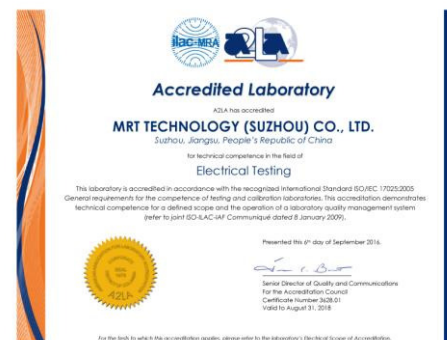 ilac-MRA
A2LA
Accredited Laboratory
A2LA has accredited
MRT TECHNOLOGY (SUZHOU) CO., LTD.
Suzhou, Jiangsu, People's Republic of China
for technical competence in the field of
Electrical Testing
This laboratory is accredited in accordance with the recognized International Standard ISO/IEC 17025:2005
General requirements for the competence of testing and calibration laboratories. This accreditation demonstrates
technical competence for a defined scope and the operation of a laboratory quality management system
(refer to joint ISO-ILAC-IAF Communiqué dated 8 January 2009).
Presented this 6th day of September 2016.
Senior Director of Quality and Communications
For the Accreditation Council
Certificate Number 3628.01
Valid to August 31, 2018
SEAL
1978
A2LA
For the tests to which this accreditation applies, please refer to the laboratory's Electrical Scope of Accreditation.